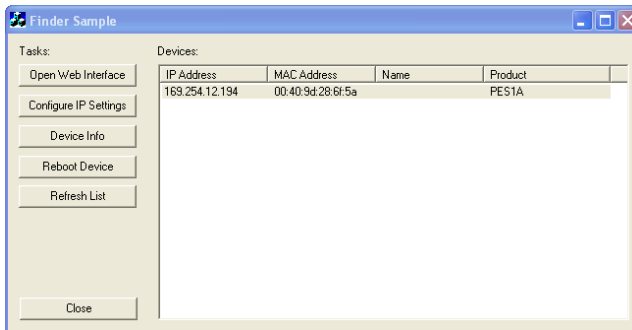 Finder Sample
Tasks:
Devices:
Open Web Interface
Configure IP Settings
Device Info
Reboot Device
Refresh List
Close
IP Address MAC Address Name Product
169.254.12.194 00:40:9d:28:6f:5a PES1A